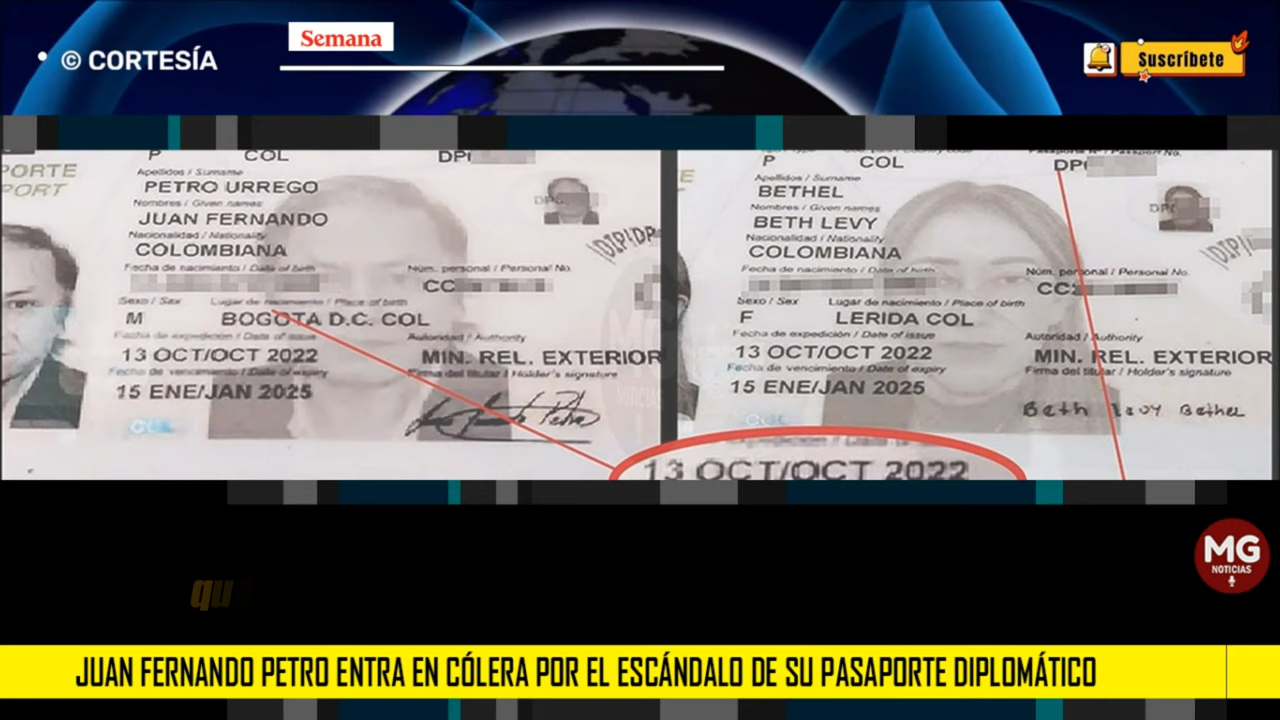 © CORTESÍA
Semana
Suscríbete
PORTE
PORT
P COL DP
Apellidos / Surname
PETRO URREGO
Nombres / Given names
JUAN FERNANDO
Nacionalidad / Nationality
COLOMBIANA
Fecha de nacimiento / Date of birth
Núm. personal / Personal No.
CC
Sexo / Sex
Lugar de nacimiento / Place of birth
M BOGOTA D.C. COL
Fecha de expedición / Date of issue
Autoridad / Authority
13 OCT/OCT 2022
MIN. REL. EXTERIOR
Fecha de vencimiento / Date of expiry
Firma del titular / Holder's signature
15 ENE/JAN 2025
P COL DP
Apellidos / Surname
BETHEL
Nombres / Given names
BETH LEVY
Nacionalidad / Nationality
COLOMBIANA
Fecha de nacimiento / Date of birth
Núm. personal / Personal No.
Sexo / Sex
Lugar de nacimiento / Place of birth
F LERIDA COL
Fecha de expedición / Date of issue
Autoridad / Authority
13 OCT/OCT 2022
MIN. REL. EXTERIOR
Fecha de vencimiento / Date of expiry
Firma del titular / Holder's signature
15 ENE/JAN 2025
Beth Levy Bethel
13 OCT/OCT 2022
MG
NOTICIAS
JUAN FERNANDO PETRO ENTRA EN CÓLERA POR EL ESCÁNDALO DE SU PASAPORTE DIPLOMÁTICO